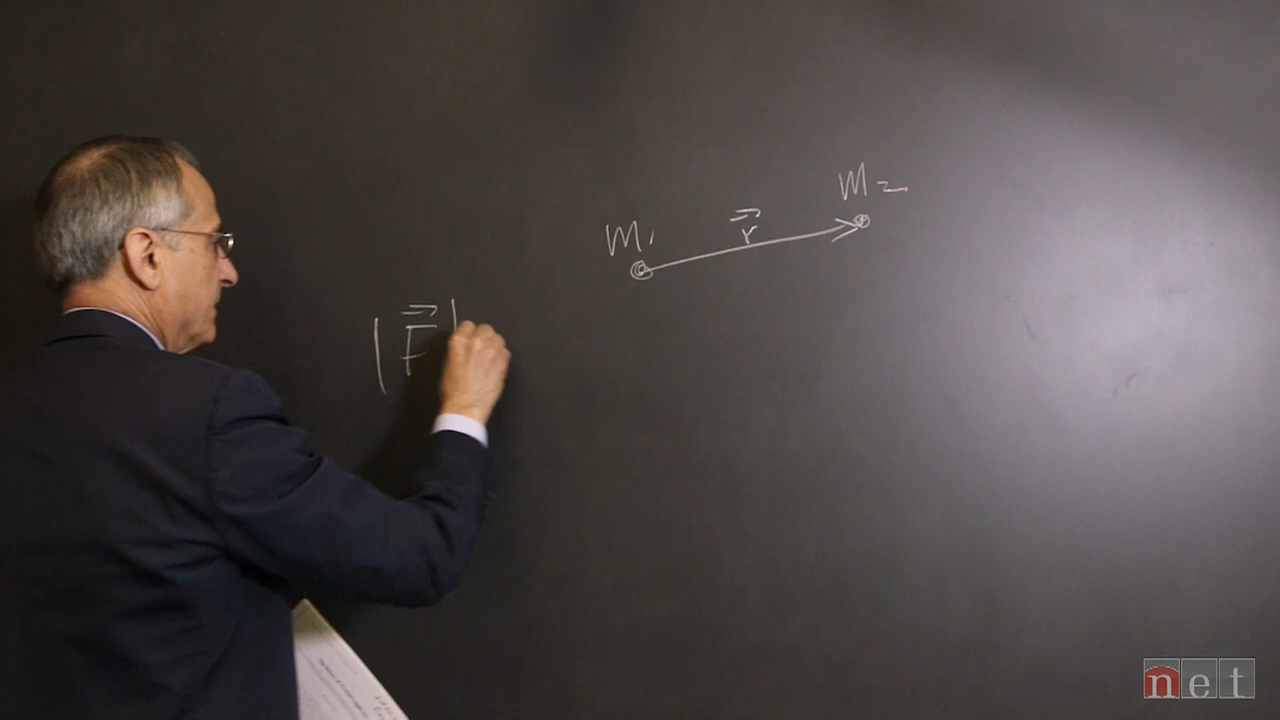 m₂
m₁ r⃗
|F⃗|
net